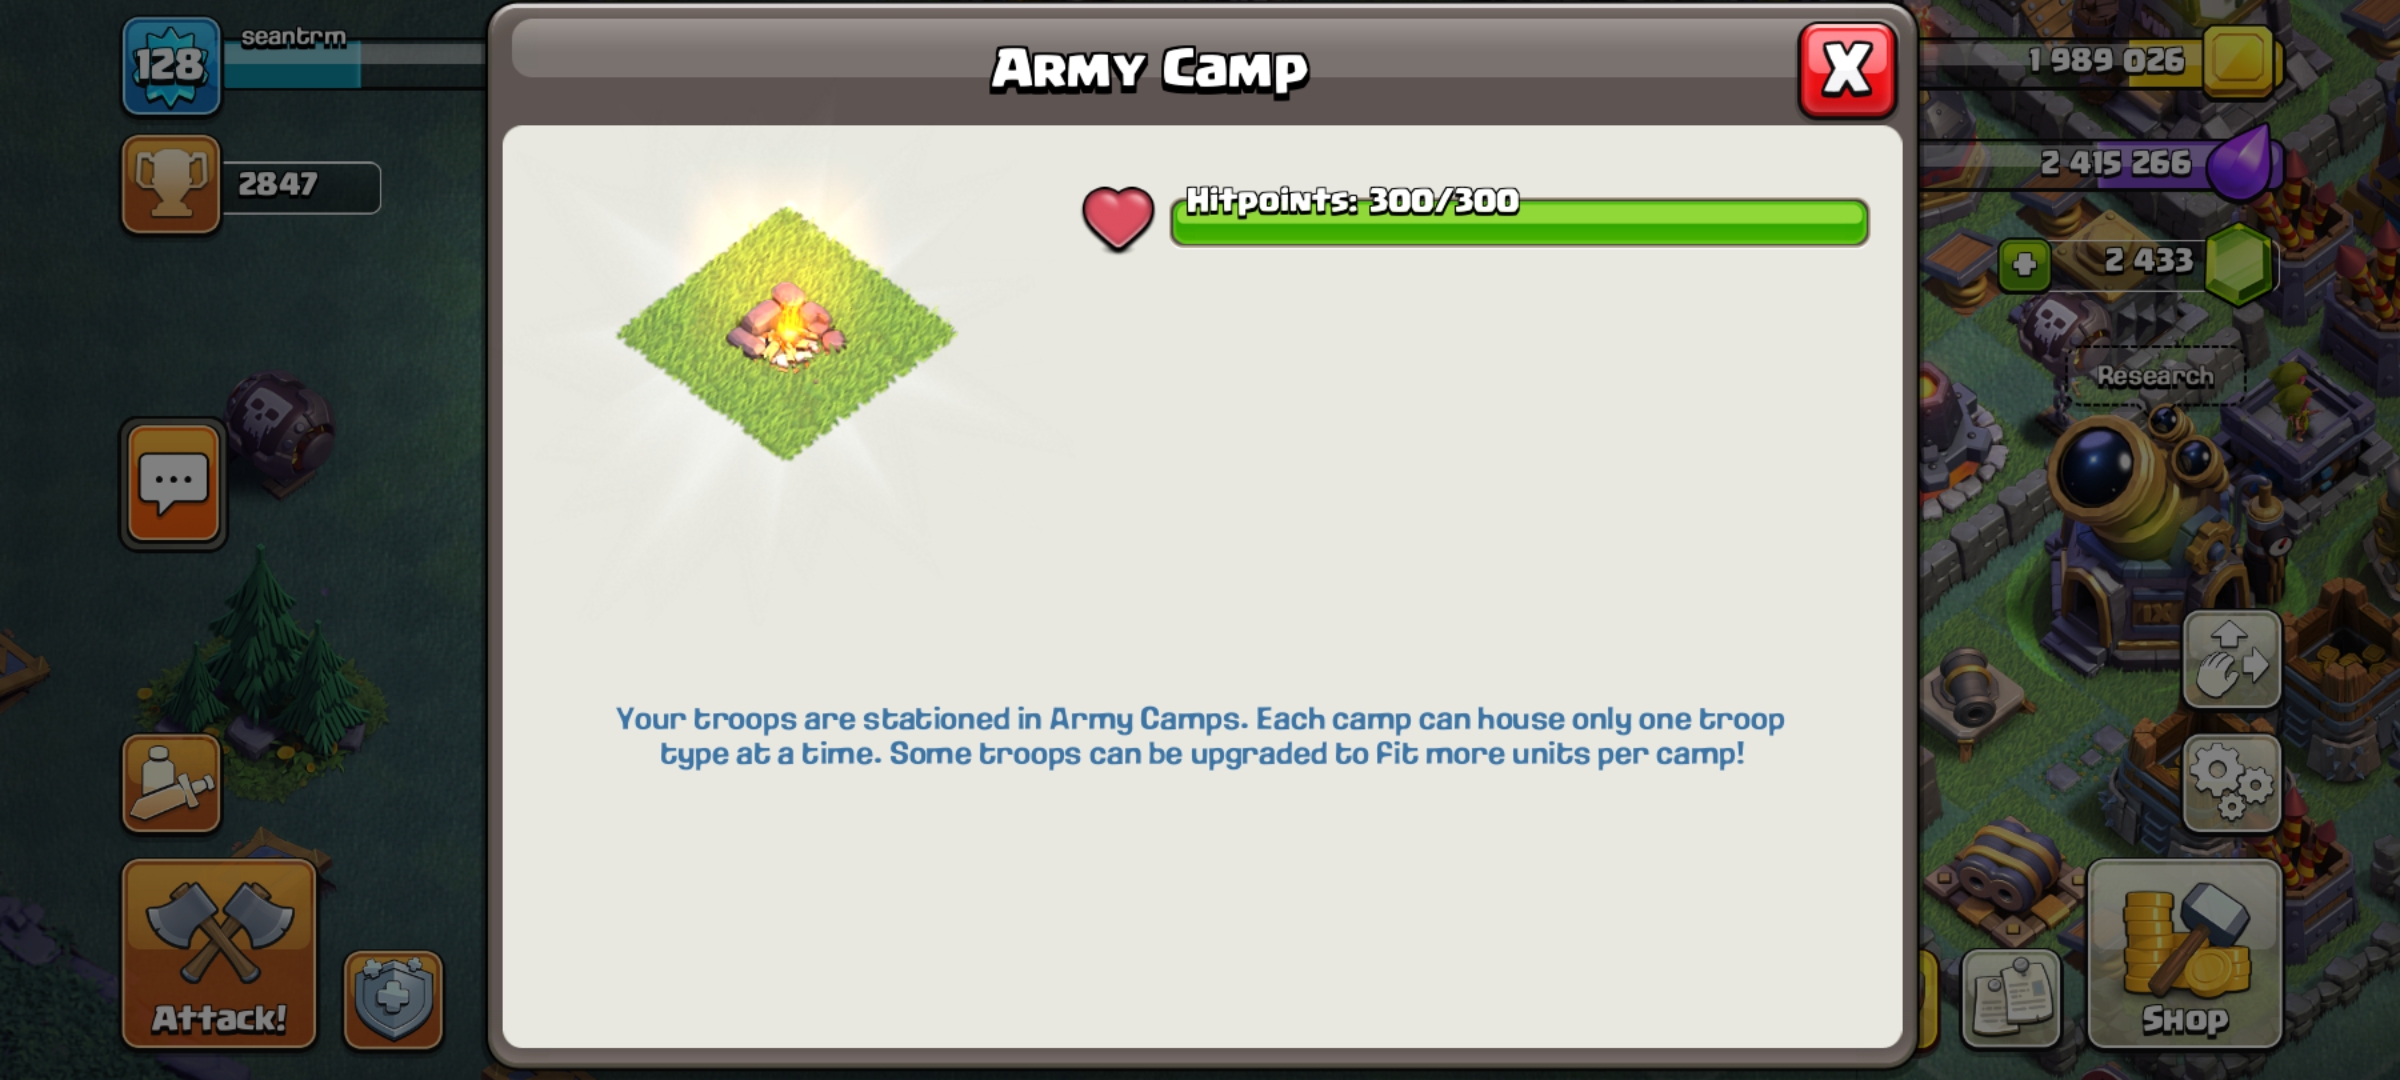 128
seantrm
Army Camp
X
1 989 026
2847
Hitpoints: 300/300
2 415 266
2 433
Research
IX
Your troops are stationed in Army Camps. Each camp can house only one troop
type at a time. Some troops can be upgraded to fit more units per camp!
Attack!
Shop